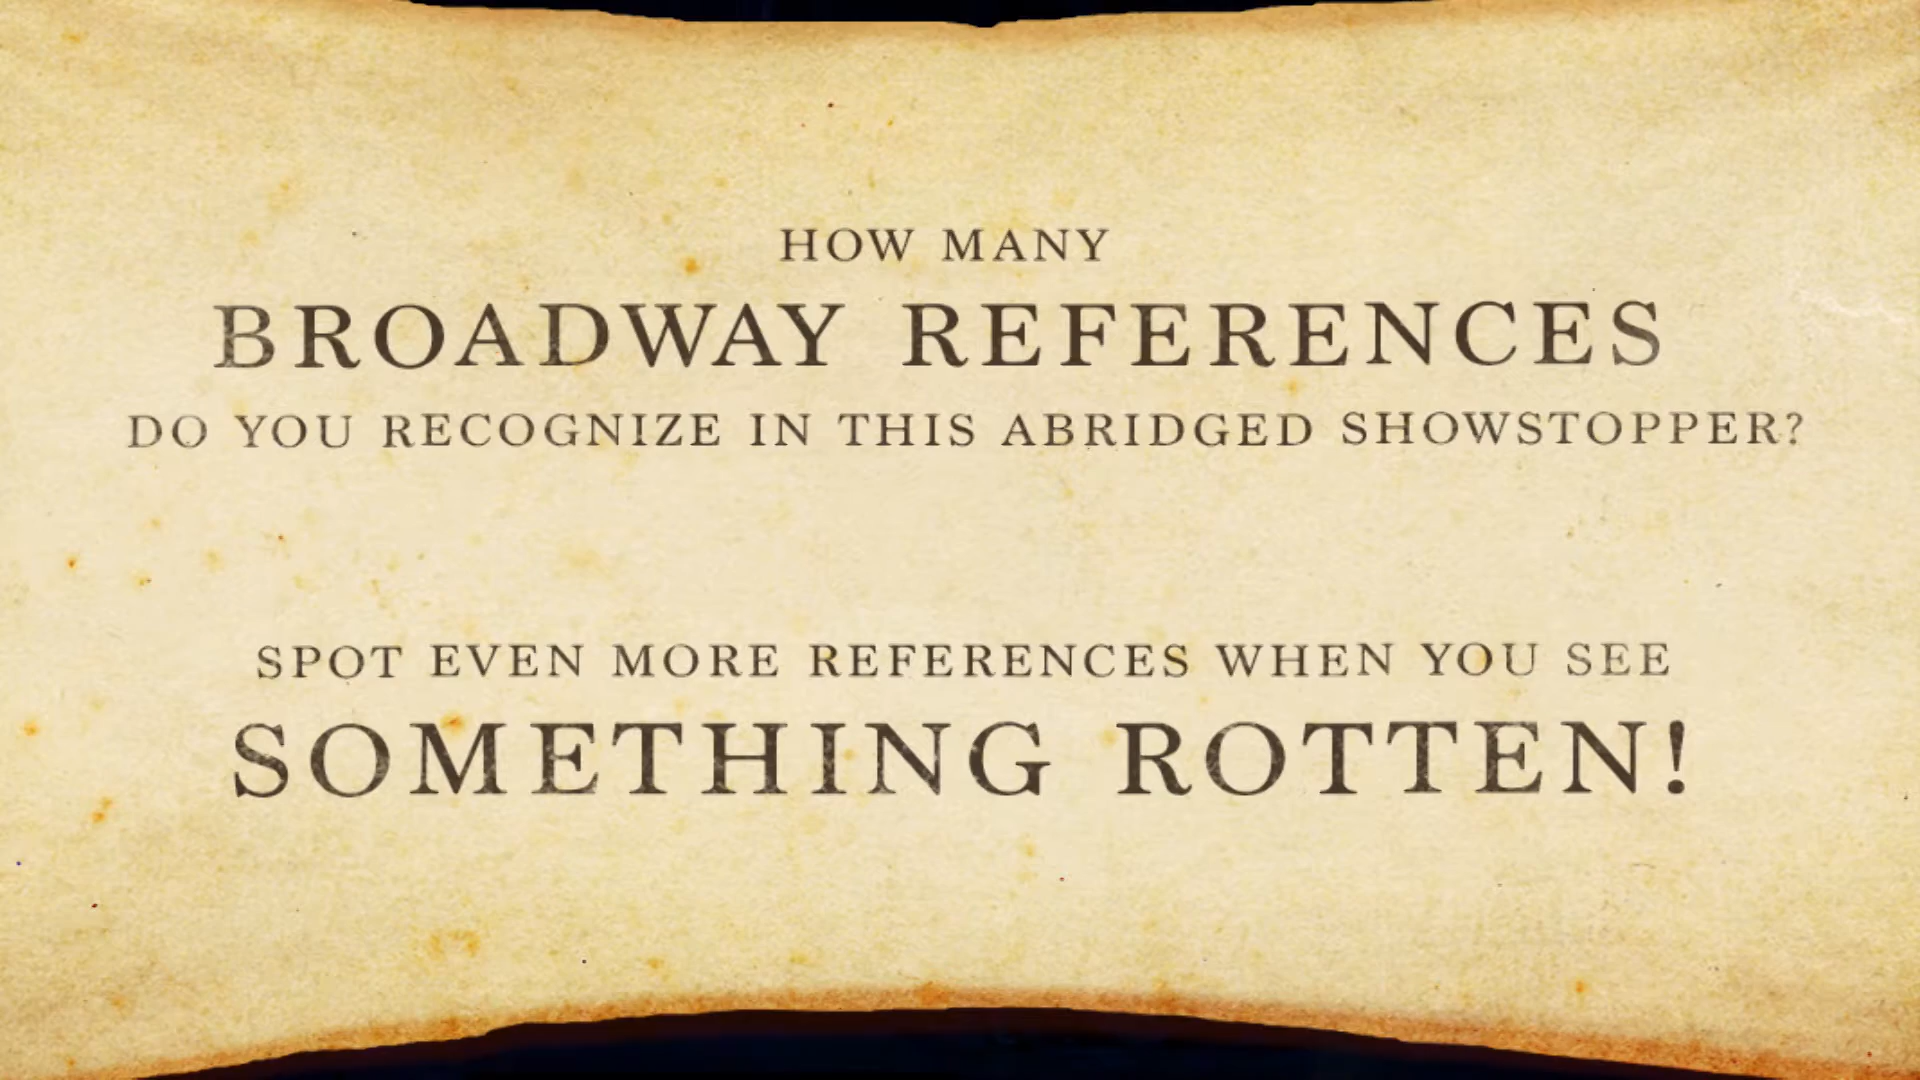 HOW MANY
BROADWAY REFERENCES
DO YOU RECOGNIZE IN THIS ABRIDGED SHOWSTOPPER?
SPOT EVEN MORE REFERENCES WHEN YOU SEE
SOMETHING ROTTEN!